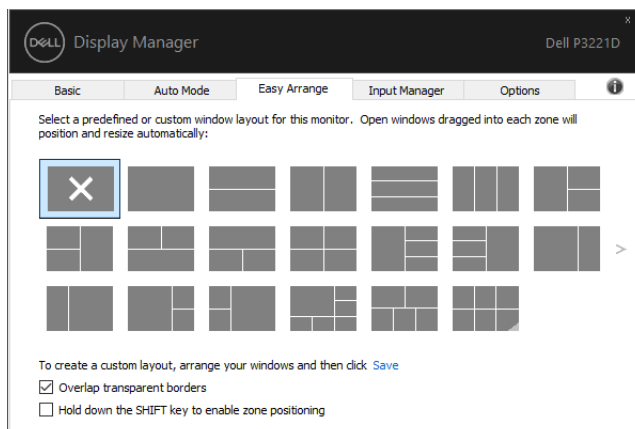 x
DELL Display Manager Dell P3221D
Basic Auto Mode Easy Arrange Input Manager Options
Select a predefined or custom window layout for this monitor. Open windows dragged into each zone will
position and resize automatically:
To create a custom layout, arrange your windows and then click Save
Overlap transparent borders
Hold down the SHIFT key to enable zone positioning